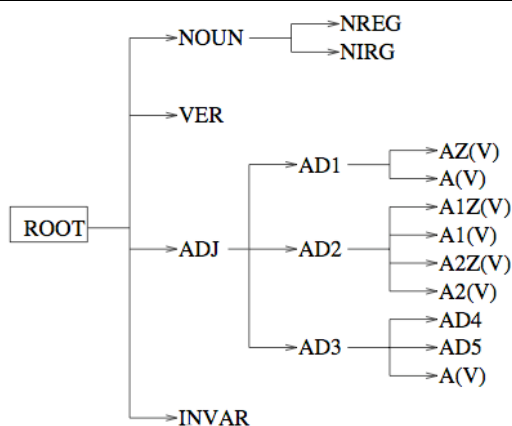 NREG
NOUN
NIRG
VER
AZ(V)
AD1
A(V)
A1Z(V)
A1(V)
ROOT
ADJ
AD2
A2Z(V)
A2(V)
AD4
AD3
AD5
A(V)
INVAR